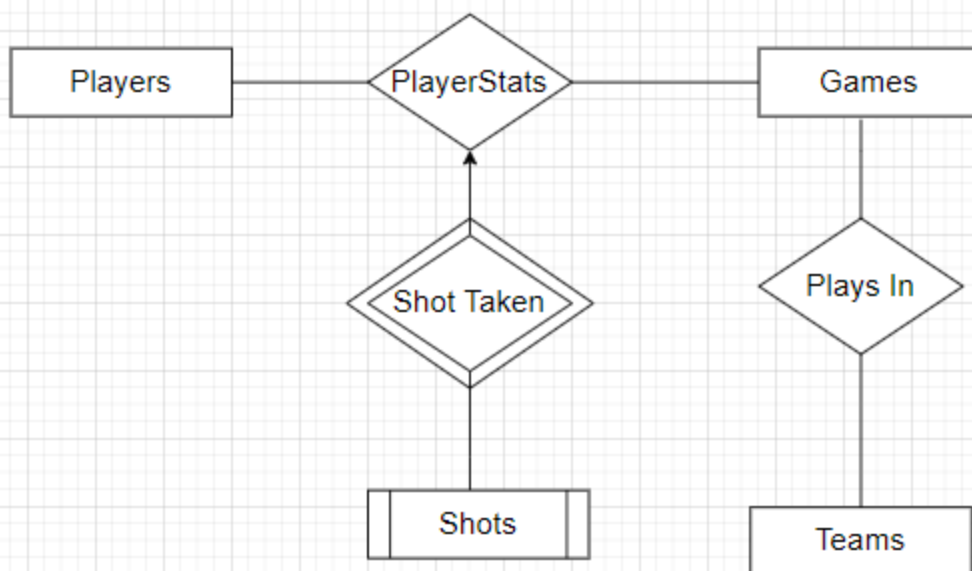 Players
PlayerStats
Games
Shot Taken
Plays In
Shots
Teams